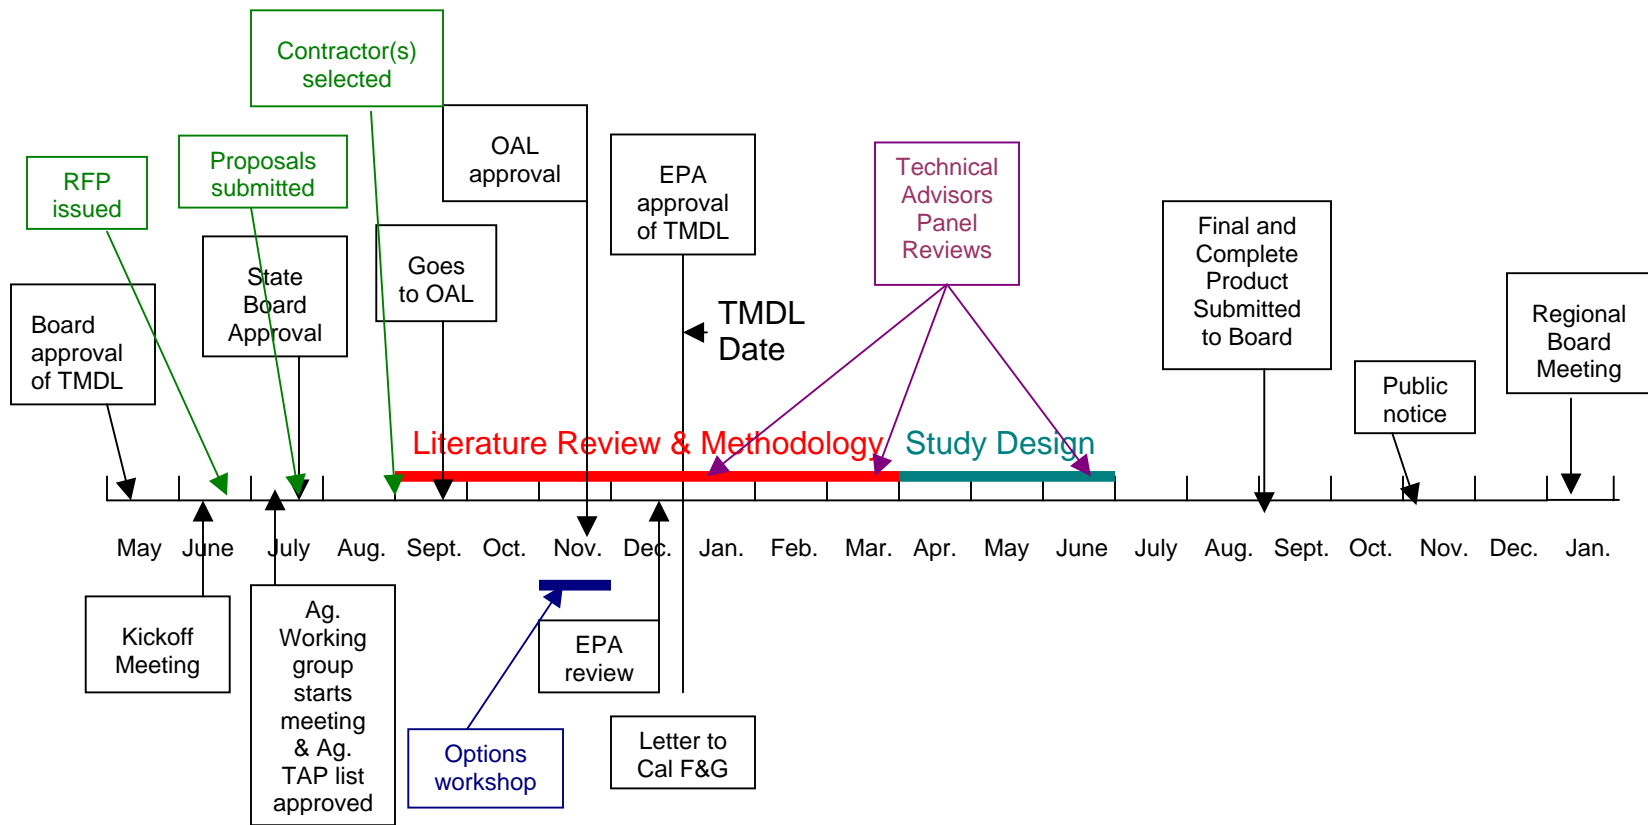 Contractor(s)
selected
OAL
approval
EPA
approval
of TMDL
Technical
Advisors
Panel
Reviews
RFP
issued
Proposals
submitted
State
Board
Approval
Goes
to OAL
Final and
Complete
Product
Submitted
to Board
Board
approval
of TMDL
TMDL
Date
Regional
Board
Meeting
Public
notice
Literature Review & Methodology
Study Design
May June July Aug. Sept. Oct. Nov. Dec. Jan. Feb. Mar. Apr. May June July Aug. Sept. Oct. Nov. Dec. Jan.
Kickoff
Meeting
Ag.
Working
group
starts
meeting
& Ag.
TAP list
approved
Options
workshop
EPA
review
Letter to
Cal F&G